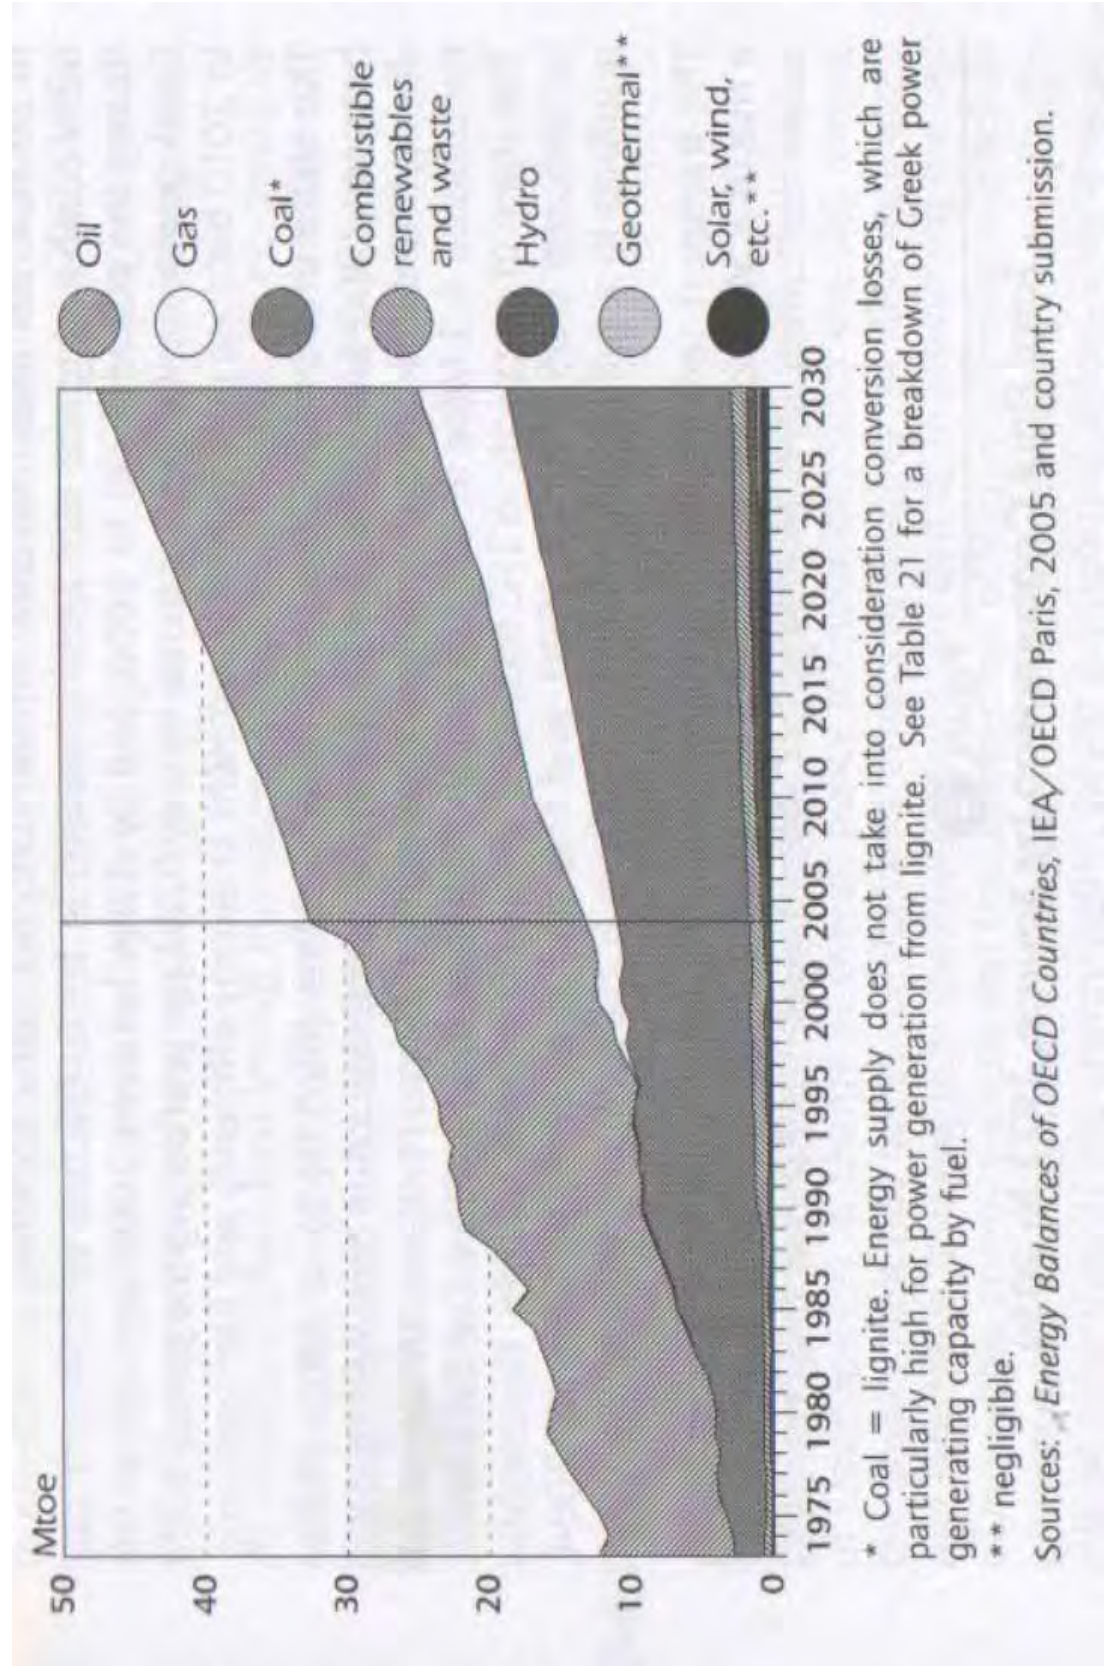 Mtoe
50
40
30
20
10
0
1975 1980 1985 1990 1995 2000 2005 2010 2015 2020 2025 2030
Oil
Gas
Coal*
Combustible
renewables
and waste
Hydro
Geothermal**
Solar, wind,
etc.**
* Coal = lignite. Energy supply does not take into consideration conversion losses, which are
particularly high for power generation from lignite. See Table 21 for a breakdown of Greek power
generating capacity by fuel.
** negligible.
Sources: Energy Balances of OECD Countries, IEA/OECD Paris, 2005 and country submission.